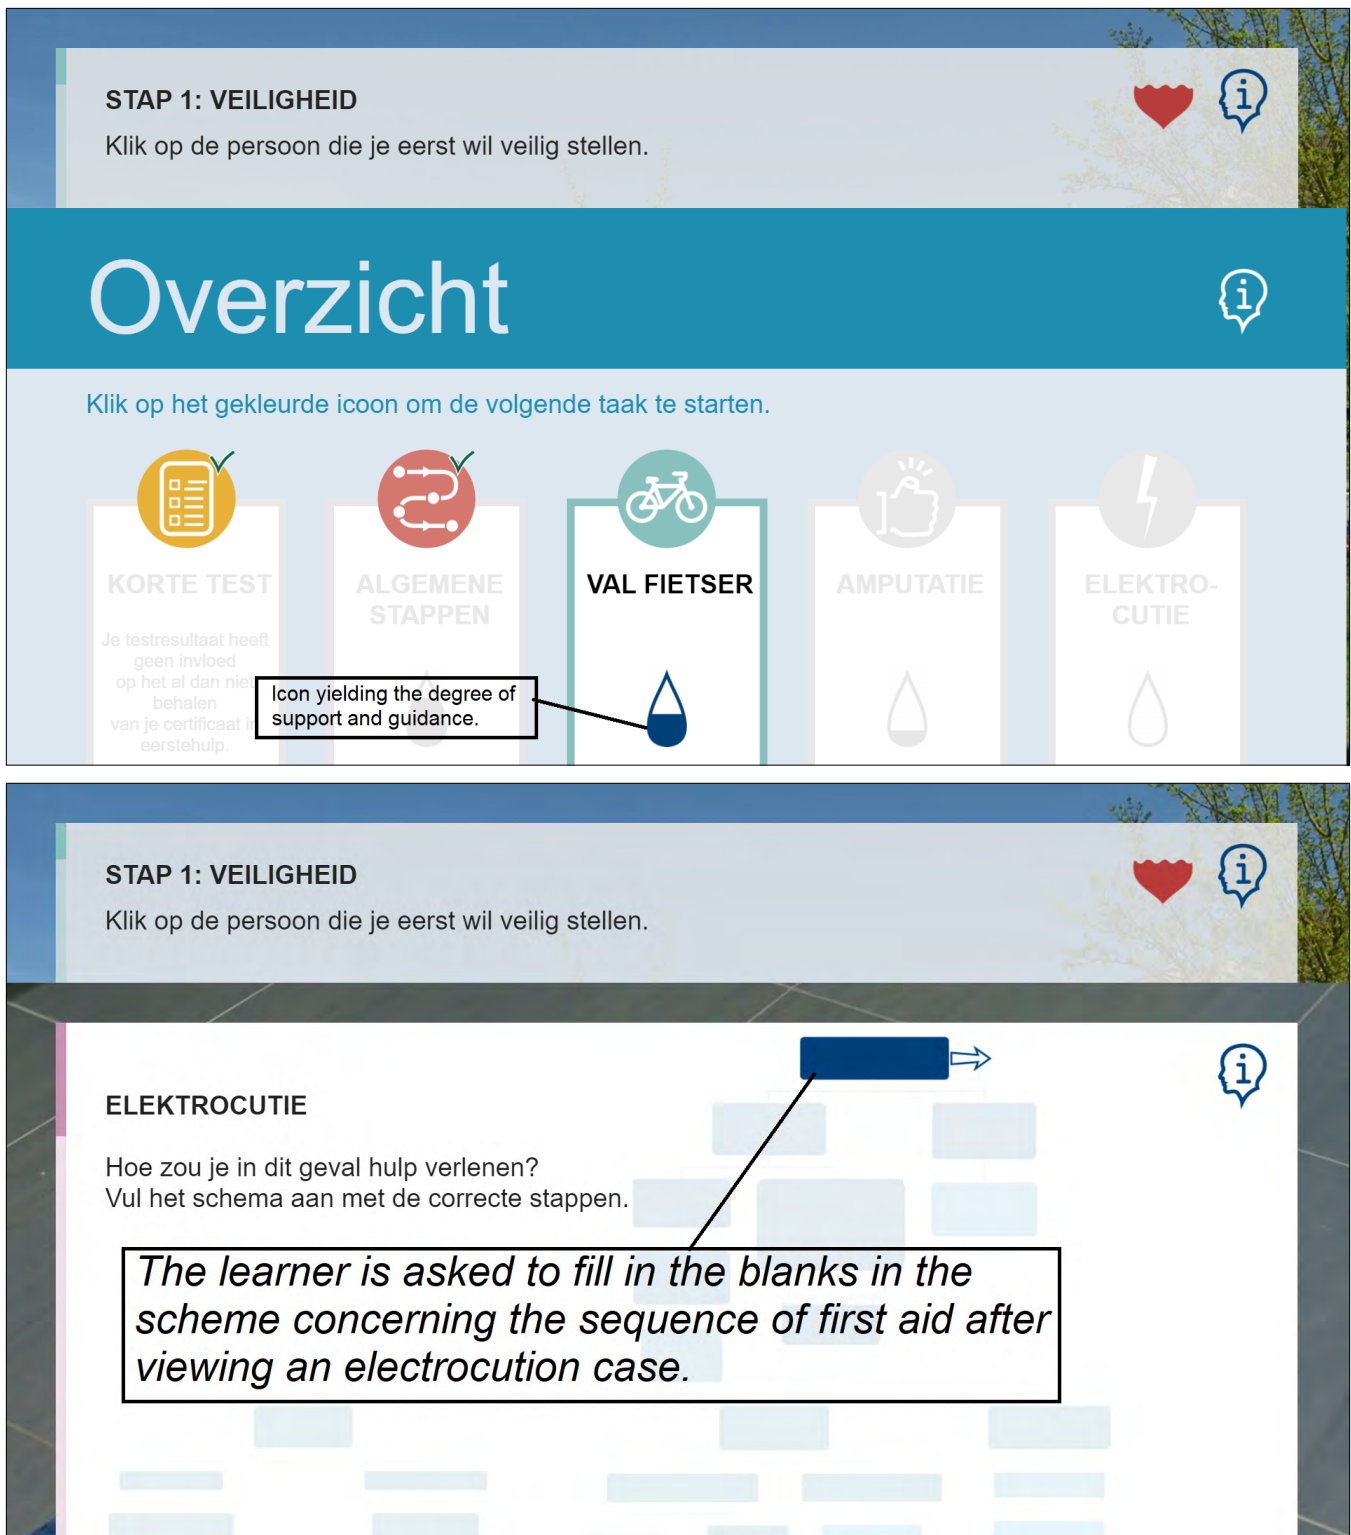 STAP 1: VEILIGHEID
Klik op de persoon die je eerst wil veilig stellen.
Overzicht
Klik op het gekleurde icoon om de volgende taak te starten.
KORTE TEST
Je testresultaat heeft
geen invloed
op het al dan niet
behalen
van je certificaat
eerstehulp.
ALGEMENE
STAPPEN
VAL FIETSER
AMPUTATIE
ELEKTRO-
CUTIE
Icon yielding the degree of
support and guidance.
STAP 1: VEILIGHEID
Klik op de persoon die je eerst wil veilig stellen.
ELEKTROCUTIE
Hoe zou je in dit geval hulp verlenen?
Vul het schema aan met de correcte stappen.
The learner is asked to fill in the blanks in the
scheme concerning the sequence of first aid after
viewing an electrocution case.